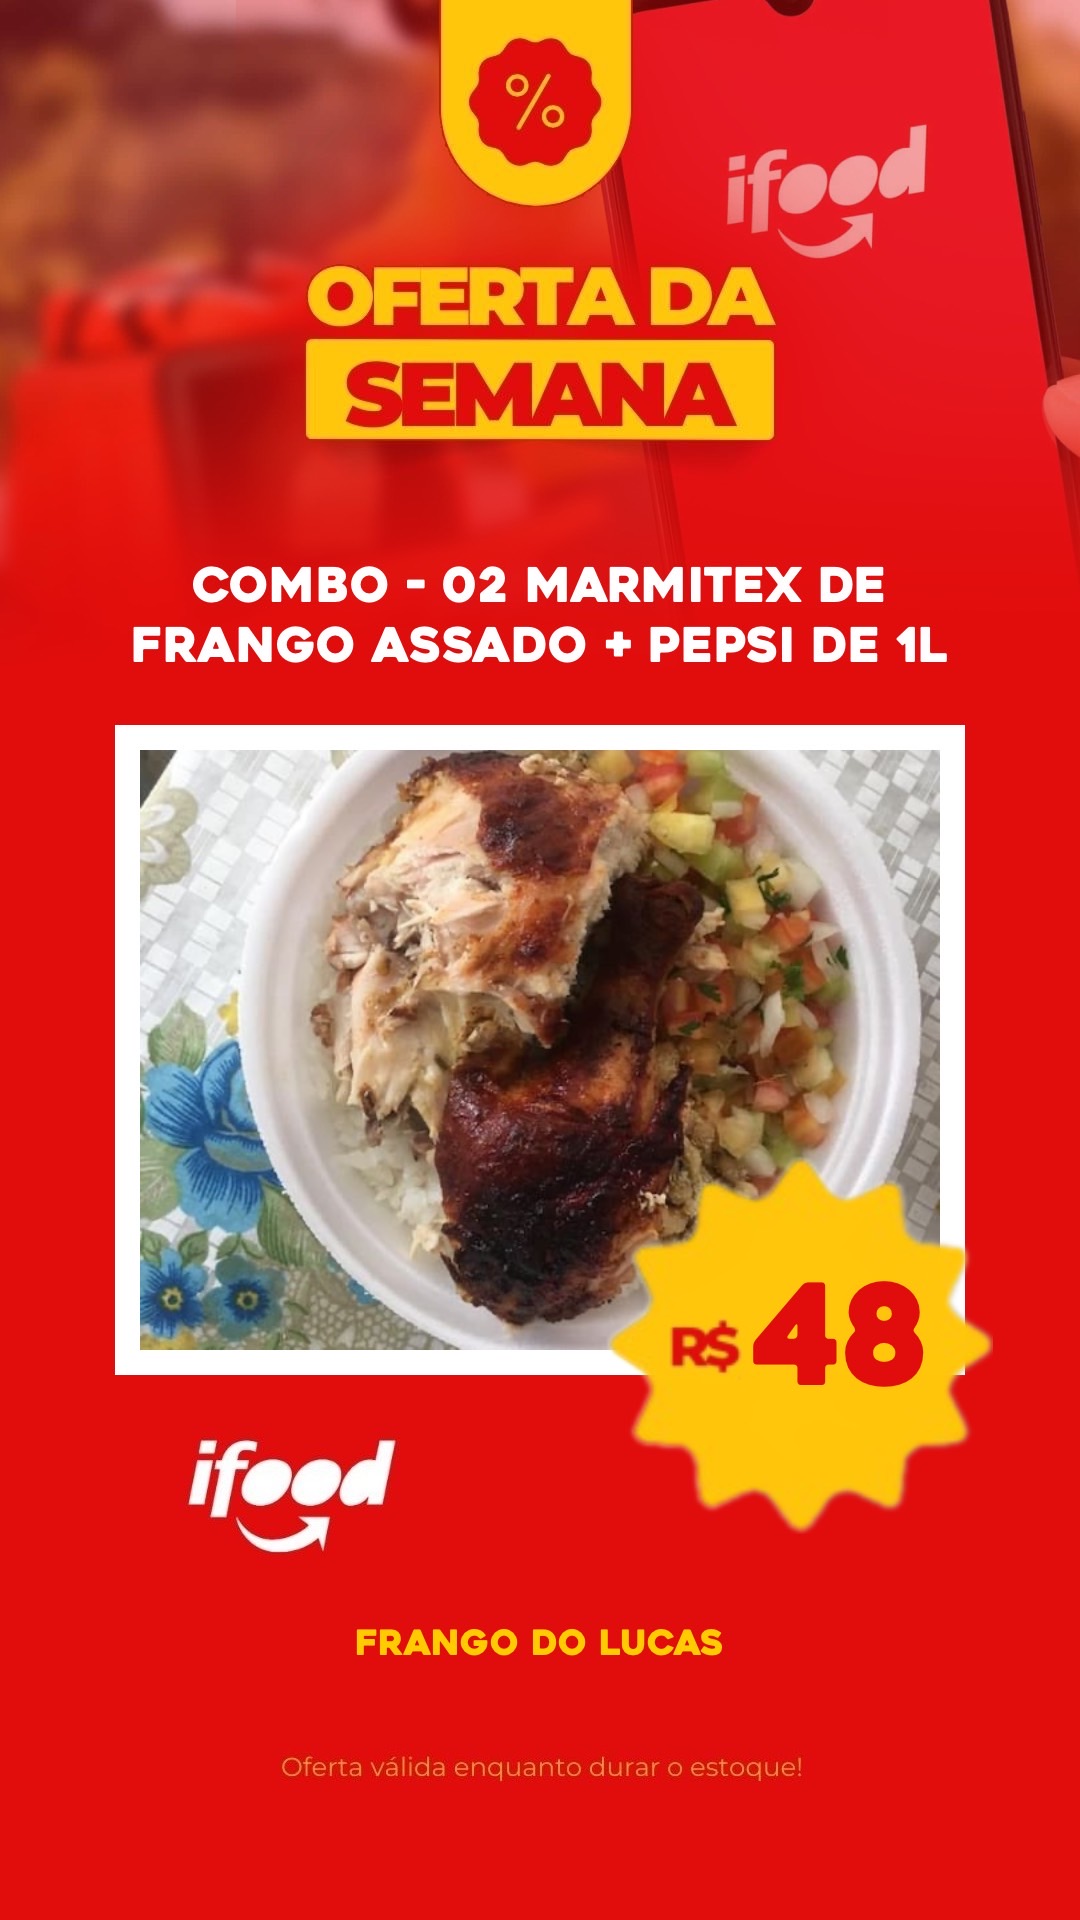 %
ifood
OFERTA DA
SEMANA
COMBO - 02 MARMITEX DE
FRANGO ASSADO + PEPSI DE 1L
R$ 48
ifood
FRANGO DO LUCAS
Oferta válida enquanto durar o estoque!